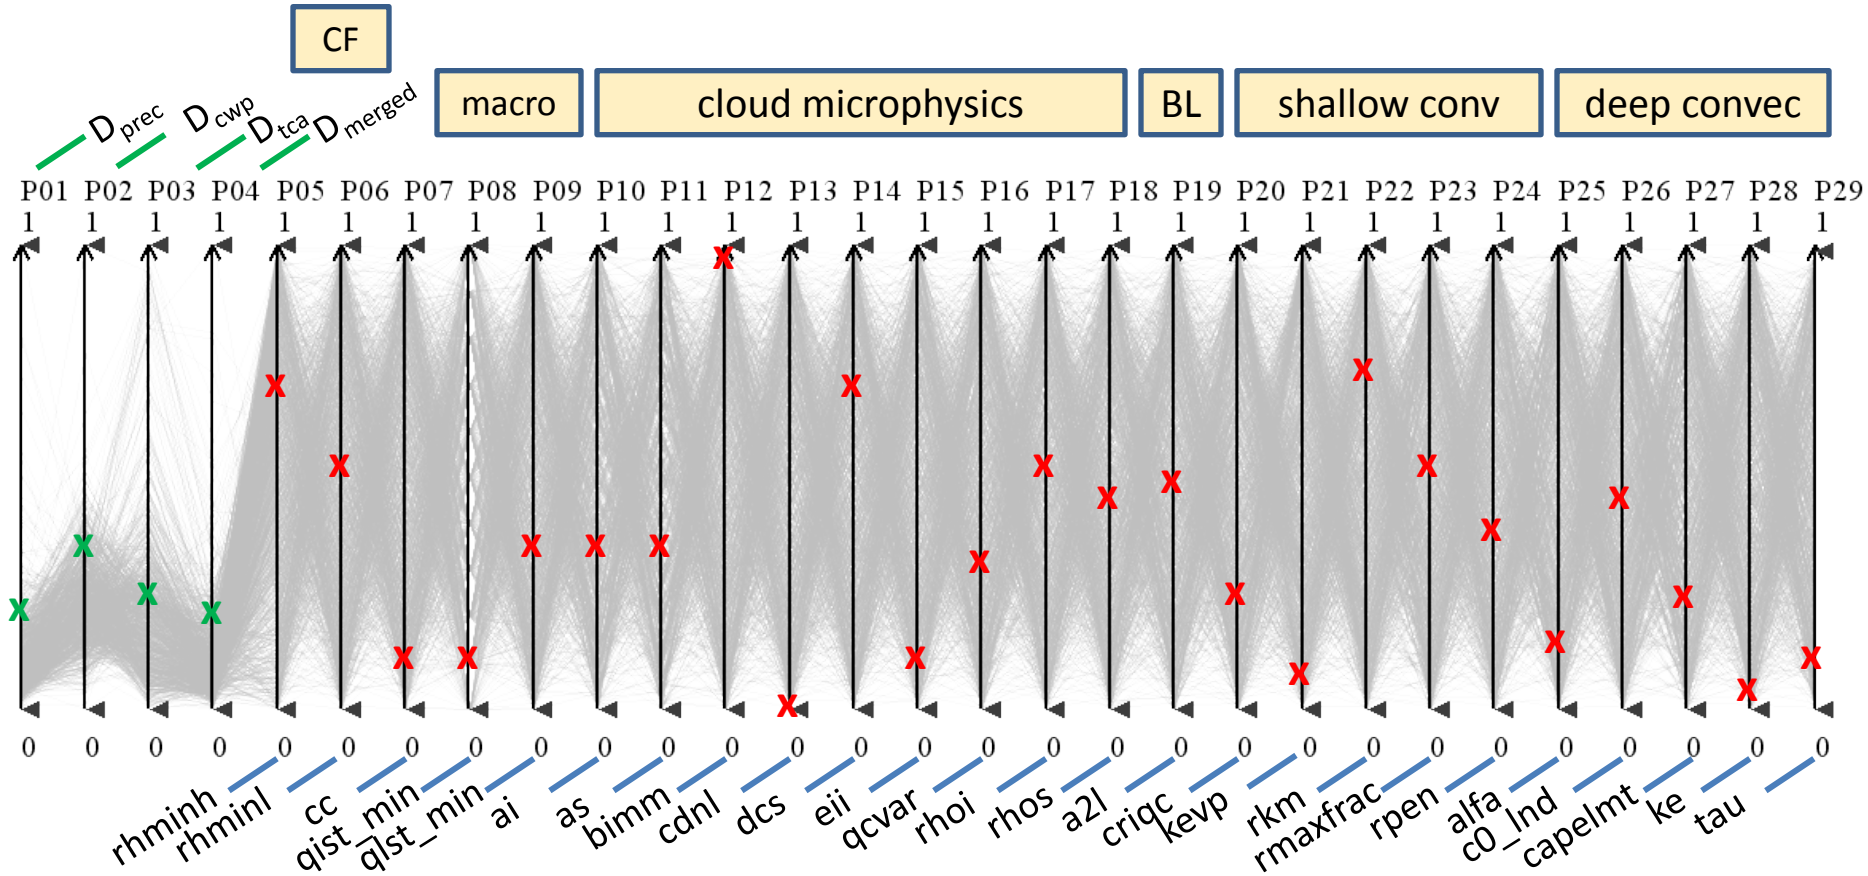 CF
macro cloud microphysics BL shallow conv deep convec
D prec D cwp D tca D merged
P01 P02 P03 P04 P05 P06 P07 P08 P09 P10 P11 P12 P13 P14 P15 P16 P17 P18 P19 P20 P21 P22 P23 P24 P25 P26 P27 P28 P29
1 1 1 1 1 1 1 1 1 1 1 1 1 1 1 1 1 1 1 1 1 1 1 1 1 1 1 1 1
0 0 0 0 0 0 0 0 0 0 0 0 0 0 0 0 0 0 0 0 0 0 0 0 0 0 0 0 0
rhminh
rhminl
cc
qist_min
qlst_min
ai
as
bimm
cdnl
dcs
eii
qcvar
rhoi
rhos
a2l
criqc
kevp
rkm
rmaxfrac
rpen
alfa
c0_lnd
capelmt
ke
tau